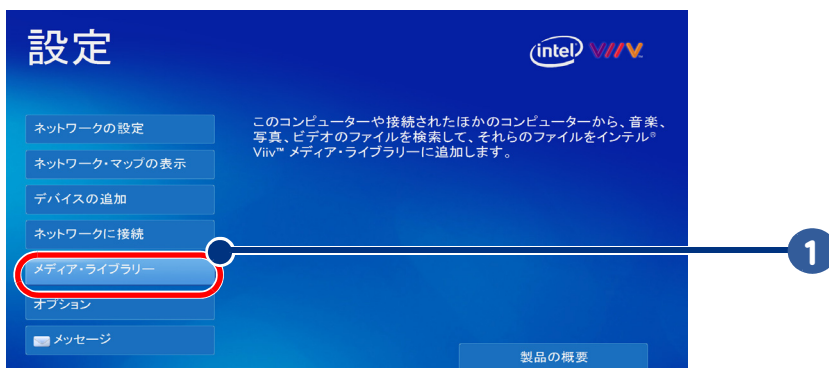 設定
intel VIIV
ネットワークの設定
ネットワーク・マップの表示
デバイスの追加
ネットワークに接続
メディア・ライブラリー
オプション
メッセージ
このコンピューターや接続されたほかのコンピューターから、音楽、
写真、ビデオのファイルを検索して、それらのファイルをインテル®
Viiv™ メディア・ライブラリーに追加します。
1
製品の概要